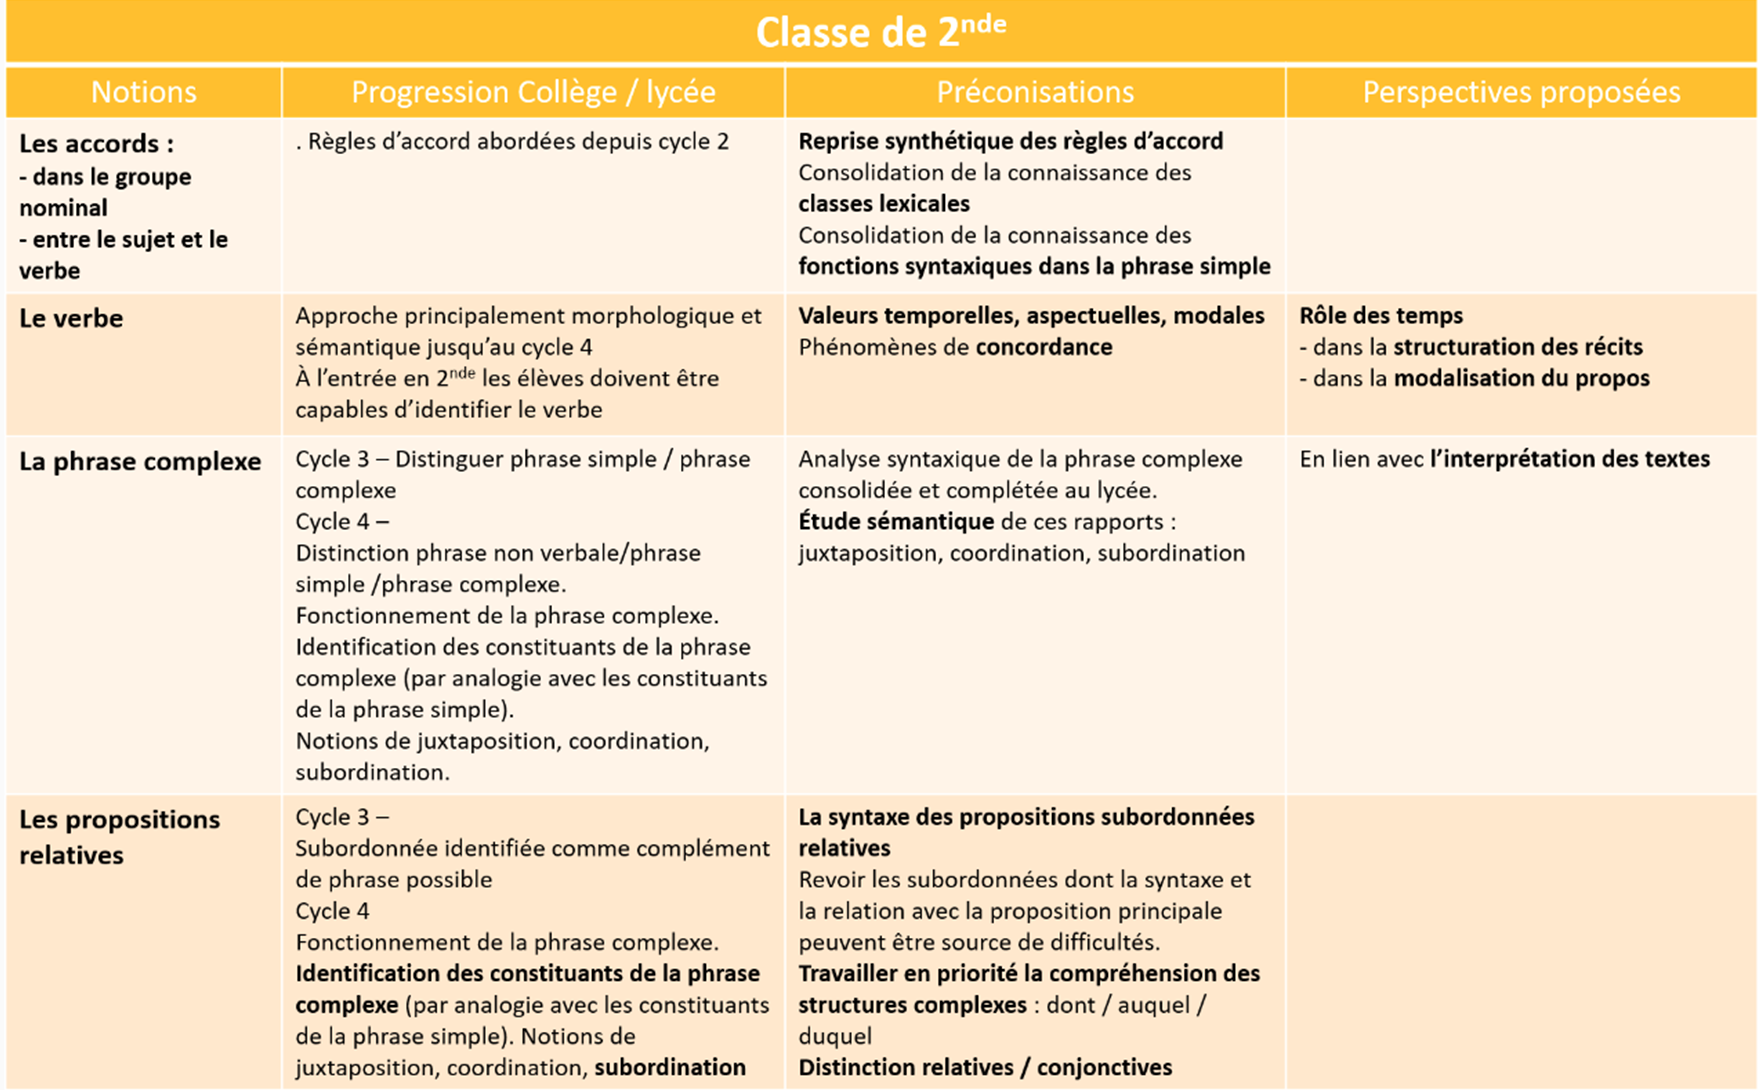 Classe de 2nde
Notions
Progression Collège / lycée
Préconisations
Perspectives proposées
Les accords :
- dans le groupe
nominal
- entre le sujet et le
verbe
. Règles d’accord abordées depuis cycle 2
Reprise synthétique des règles d’accord
Consolidation de la connaissance des
classes lexicales
Consolidation de la connaissance des
fonctions syntaxiques dans la phrase simple
Le verbe
Approche principalement morphologique et
sémantique jusqu’au cycle 4
À l’entrée en 2nde les élèves doivent être
capables d’identifier le verbe
Valeurs temporelles, aspectuelles, modales
Phénomènes de concordance
Rôle des temps
- dans la structuration des récits
- dans la modalisation du propos
La phrase complexe
Cycle 3 – Distinguer phrase simple / phrase
complexe
Cycle 4 –
Distinction phrase non verbale/phrase
simple /phrase complexe.
Fonctionnement de la phrase complexe.
Identification des constituants de la phrase
complexe (par analogie avec les constituants
de la phrase simple).
Notions de juxtaposition, coordination,
subordination.
Analyse syntaxique de la phrase complexe
consolidée et complétée au lycée.
Étude sémantique de ces rapports :
juxtaposition, coordination, subordination
En lien avec l’interprétation des textes
Les propositions
relatives
Cycle 3 –
Subordonnée identifiée comme complément
de phrase possible
Cycle 4
Fonctionnement de la phrase complexe.
Identification des constituants de la phrase
complexe (par analogie avec les constituants
de la phrase simple). Notions de
juxtaposition, coordination, subordination
La syntaxe des propositions subordonnées
relatives
Revoir les subordonnées dont la syntaxe et
la relation avec la proposition principale
peuvent être source de difficultés.
Travailler en priorité la compréhension des
structures complexes : dont / auquel /
duquel
Distinction relatives / conjonctives